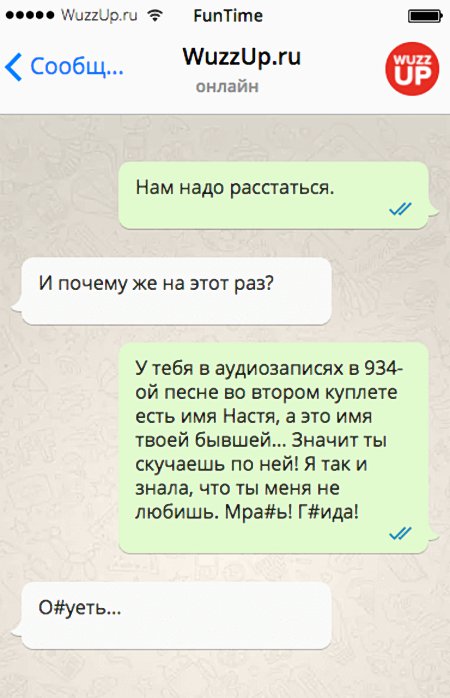 WuzzUp.ru
FunTime
Сообщ...
WuzzUp.ru
онлайн
WUZZ
UP
Нам надо расстаться.
И почему же на этот раз?
У тебя в аудиозаписях в 934-
ой песне во втором куплете
есть имя Настя, а это имя
твоей бывшей... Значит ты
скучаешь по ней! Я так и
знала, что ты меня не
любишь. Мра#ь! Г#ида!
О#уеть...